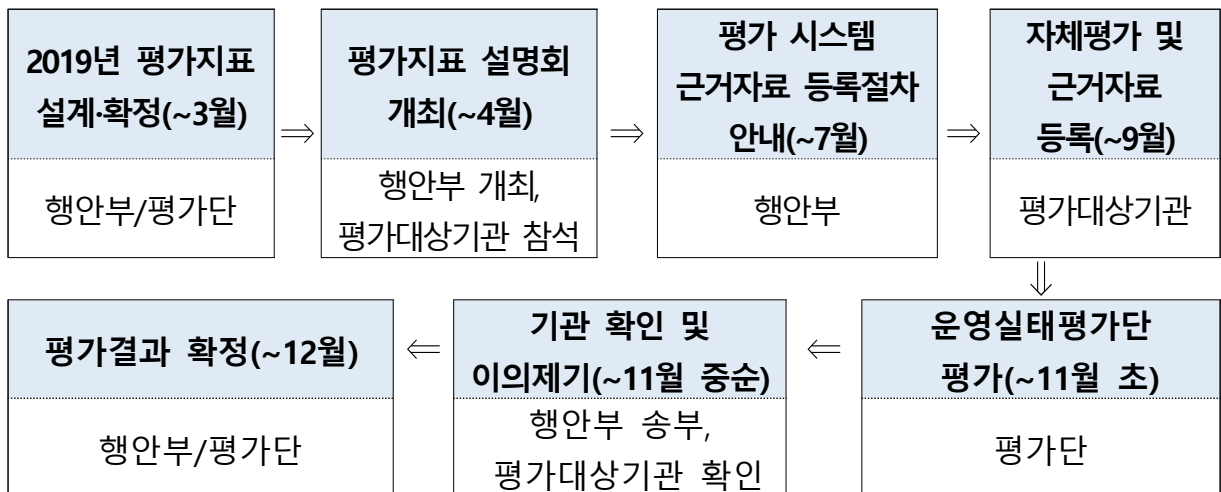 2019년 평가지표
설계·확정(~3월)
행안부/평가단
⇒
평가지표 설명회
개최(~4월)
행안부 개최,
평가대상기관 참석
⇒
평가 시스템
근거자료 등록절차
안내(~7월)
행안부
⇒
자체평가 및
근거자료
등록(~9월)
평가대상기관
⇓
운영실태평가단
평가(~11월 초)
평가단
⇐
기관 확인 및
이의제기(~11월 중순)
행안부 송부,
평가대상기관 확인
⇐
평가결과 확정(~12월)
행안부/평가단